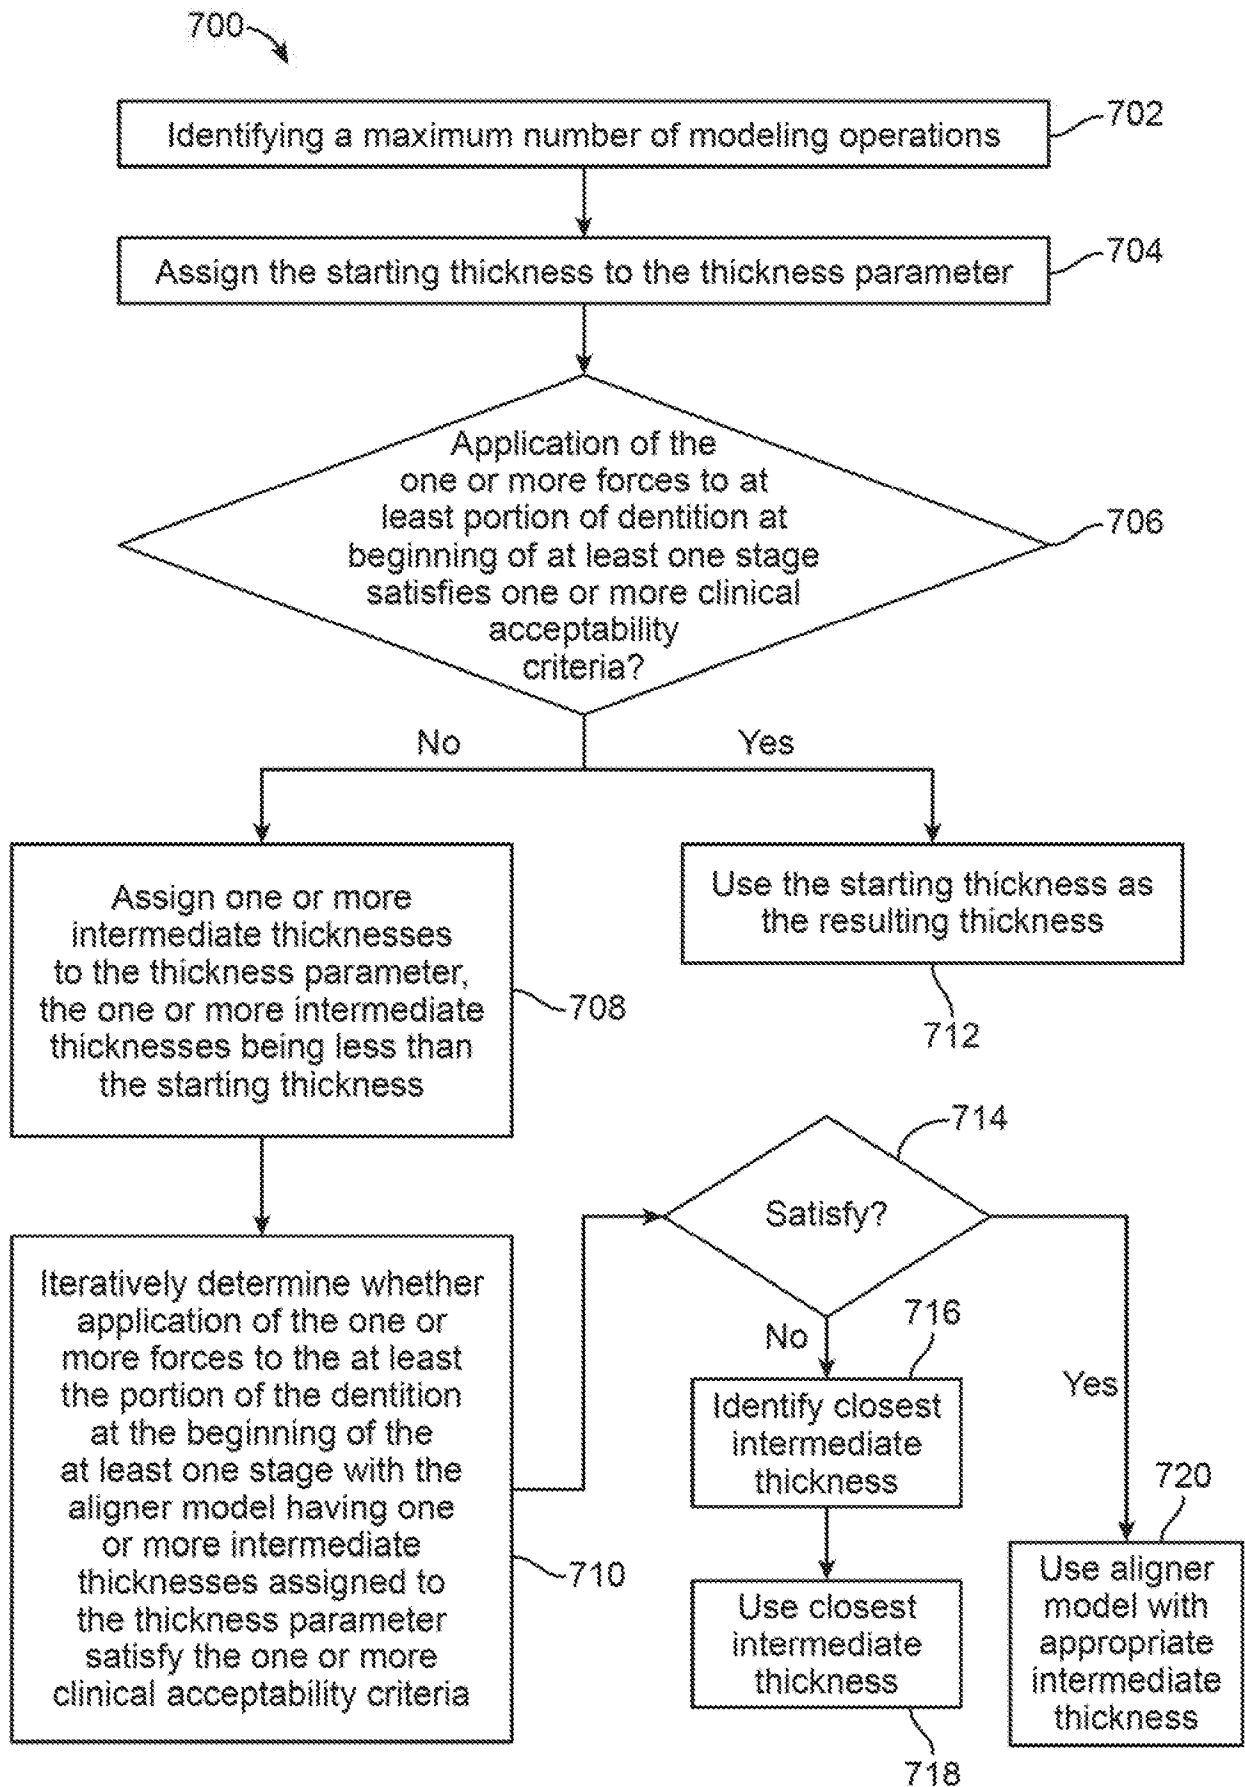 700
Identifying a maximum number of modeling operations
702
Assign the starting thickness to the thickness parameter
704
Application of the
one or more forces to at
least portion of dentition at
beginning of at least one stage
satisfies one or more clinical
acceptability
criteria?
706
No
Yes
Assign one or more
intermediate thicknesses
to the thickness parameter,
the one or more intermediate
thicknesses being less than
the starting thickness
708
Use the starting thickness as
the resulting thickness
712
Iteratively determine whether
application of the one or
more forces to the at least
the portion of the dentition
at the beginning of the
at least one stage with the
aligner model having one
or more intermediate
thicknesses assigned to
the thickness parameter
satisfy the one or more
clinical acceptability criteria
710
Satisfy?
714
No
Yes
Identify closest
intermediate
thickness
716
Use closest
intermediate
thickness
718
Use aligner
model with
appropriate
intermediate
thickness
720